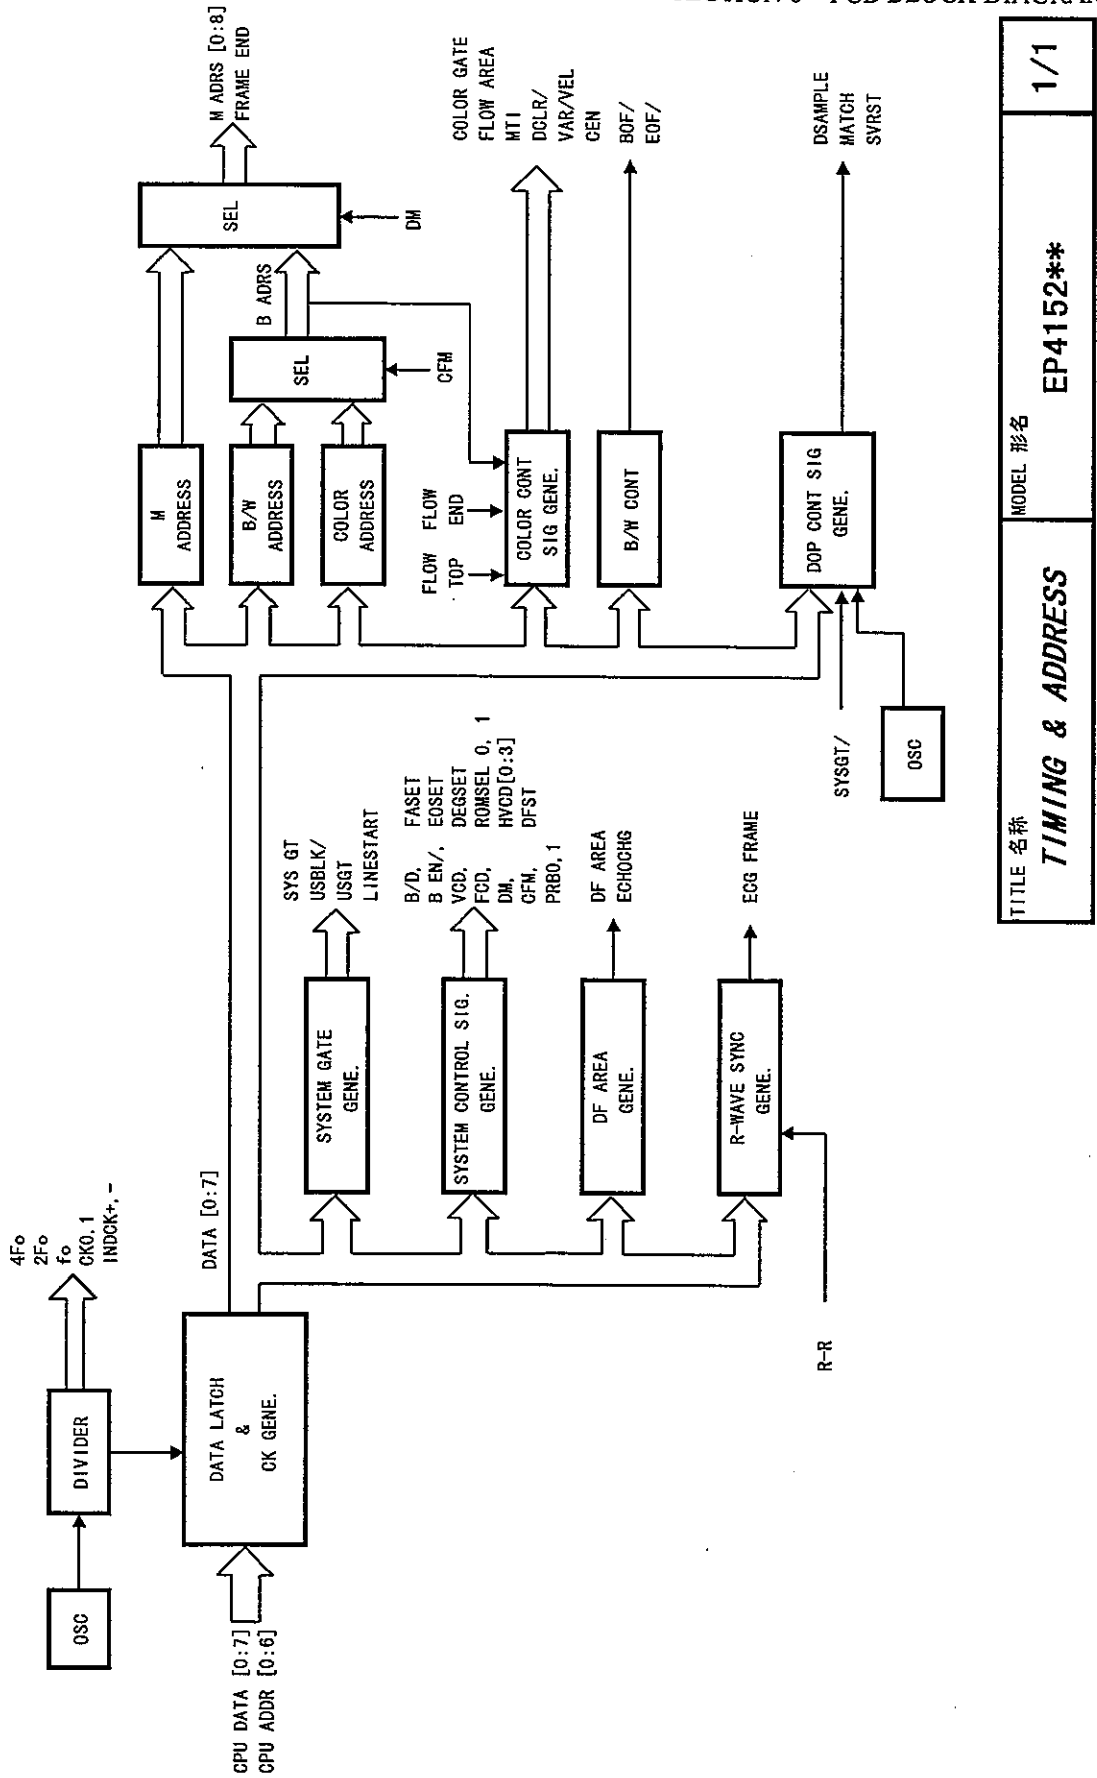 4Fo
2Fo
fo
CK0, 1
INDCK+, -
OSC
DIVIDER
CPU DATA [0:7]
CPU ADDR [0:6]
DATA LATCH
&
CK GENE.
DATA [0:7]
SYSTEM GATE
GENE.
SYS GT
USBLK/
USGT
LINESTART
SYSTEM CONTROL SIG.
GENE.
B/D, FASET
B EN/, EOSET
VCD, DEGSET
FCD, ROMSEL 0, 1
DM, HVCD[0:3]
CFM, DFST
PRB0, 1
DF AREA
GENE.
DF AREA
ECHOCHG
R-WAVE SYNC
GENE.
ECG FRAME
R-R
M
ADDRESS
B/W
ADDRESS
COLOR
ADDRESS
SEL
CFM
B ADRS
SEL
DM
M ADRS [0:8]
FRAME END
FLOW
TOP
FLOW
END
COLOR CONT
SIG GENE.
COLOR GATE
FLOW AREA
MTI
DCLR/
VAR/VEL
CEN
B/W CONT
BOF/
EOF/
DOP CONT SIG
GENE.
DSAMPLE
MATCH
SVRST
SYSGT/
OSC
TITLE 名称
TIMING & ADDRESS
MODEL 形名
EP4152**
1/1